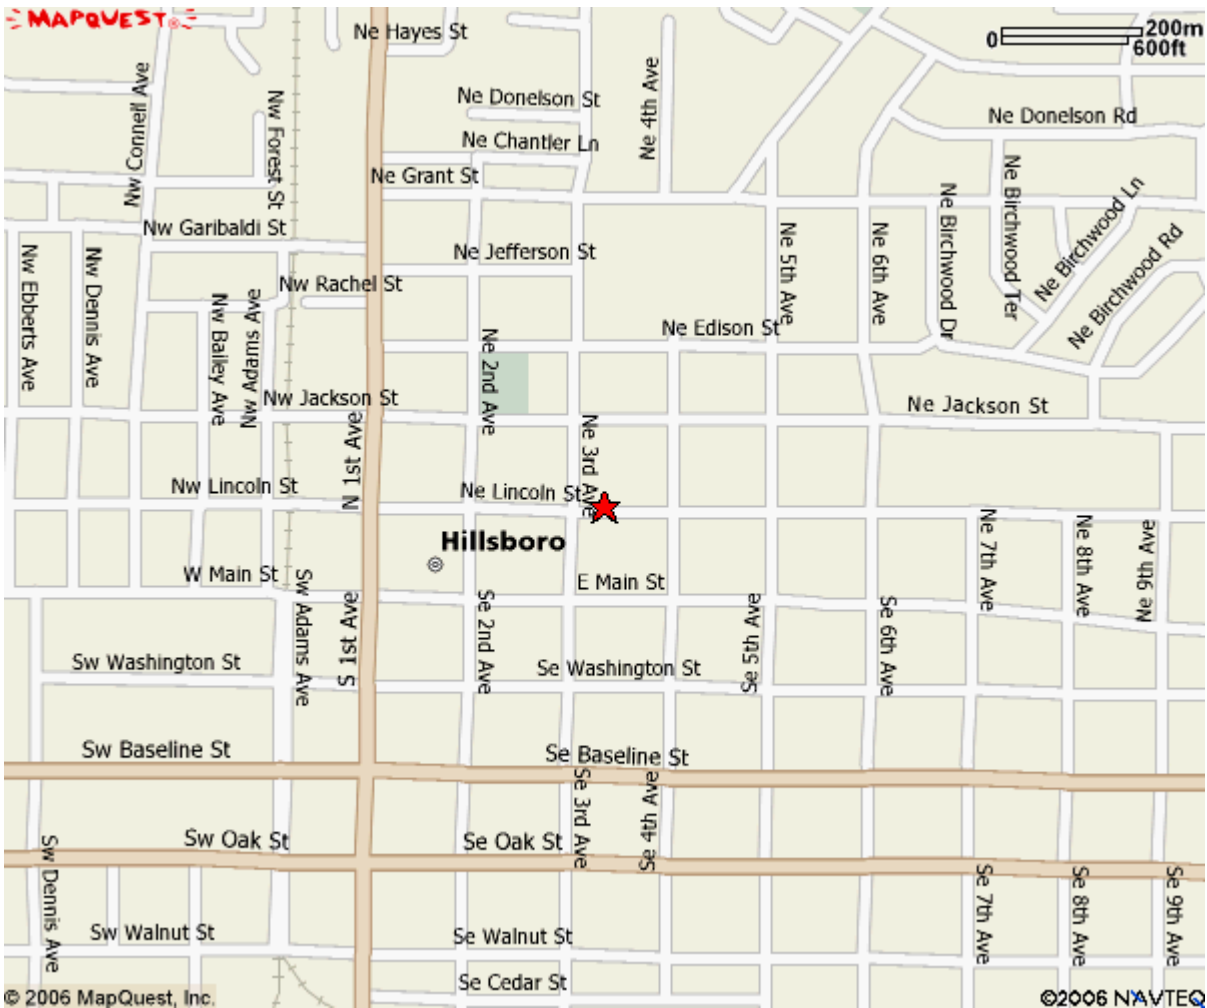 MAPQUEST®
Ne Hayes St
0 200m
600ft
Nw Connell Ave
Nw Forest St
Ne Donelson St
Ne 4th Ave
Ne Donelson Rd
Ne Chantler Ln
Ne Grant St
Ne Birchwood Ter
Ne Birchwood Ln
Ne Birchwood Dr
Ne Birchwood Rd
Nw Garibaldi St
Ne Jefferson St
Ne 5th Ave
Ne 6th Ave
Nw Ebberts Ave
Nw Dennis Ave
Nw Rachel St
Nw Bailey Ave
Nw Adams Ave
Ne Edison St
Ne 2nd Ave
Nw Jackson St
Ne Jackson St
N 1st Ave
Ne 3rd Ave
Nw Lincoln St
Ne Lincoln St
Hillsboro
Ne 7th Ave
Ne 8th Ave
Ne 9th Ave
W Main St
E Main St
Sw Adams Ave
S 1st Ave
Se 2nd Ave
Se 5th Ave
Se 6th Ave
Sw Washington St
Se Washington St
Sw Baseline St
Se Baseline St
Se 3rd Ave
Se 4th Ave
Sw Oak St
Se Oak St
Sw Dennis Ave
Se 7th Ave
Se 8th Ave
Se 9th Ave
Sw Walnut St
Se Walnut St
Se Cedar St
© 2006 MapQuest, Inc.
©2006 NAVTEQ